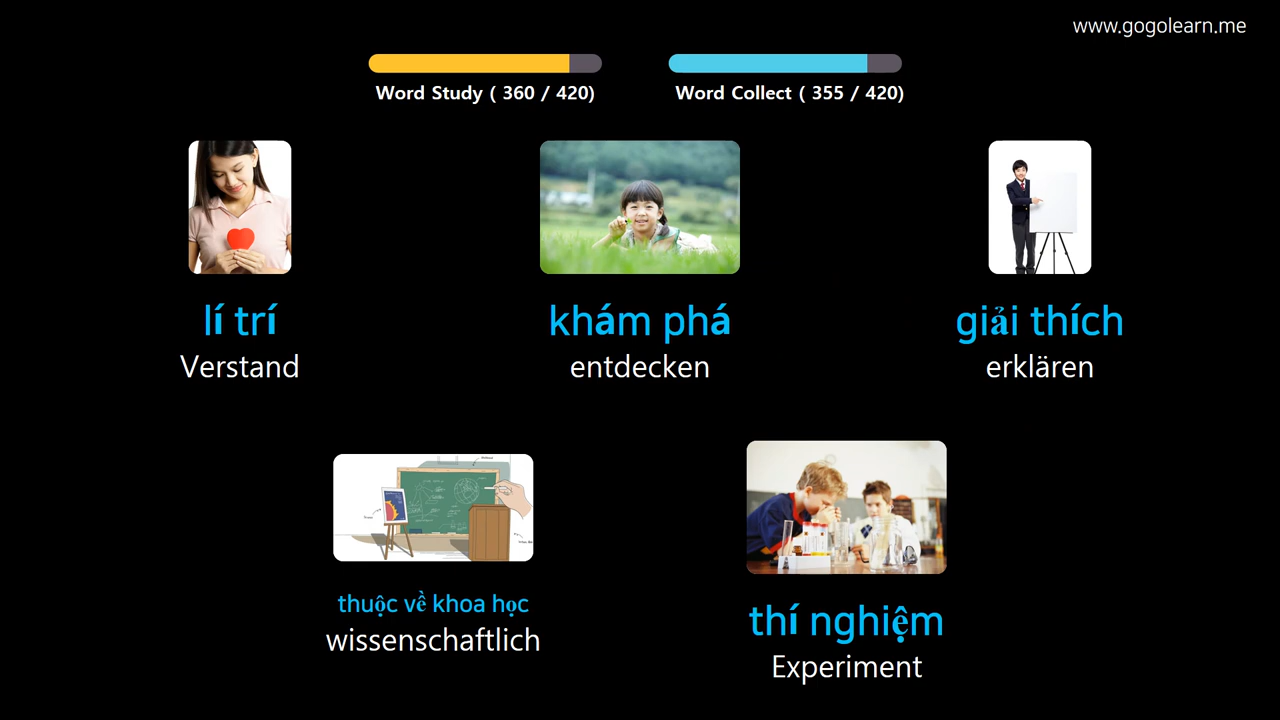 www.gogolearn.me
Word Study ( 360 / 420)
Word Collect ( 355 / 420)
lí trí
Verstand
khám phá
entdecken
giải thích
erklären
thuộc về khoa học
wissenschaftlich
thí nghiệm
Experiment